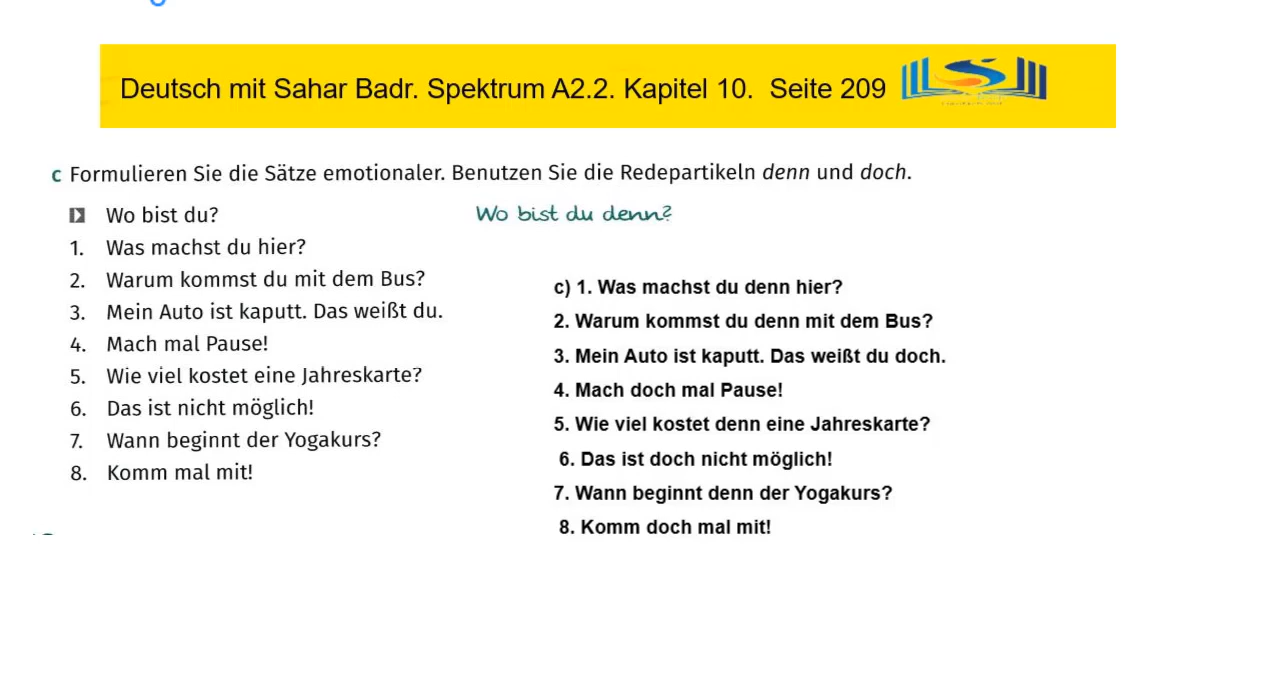 Deutsch mit Sahar Badr. Spektrum A2.2. Kapitel 10. Seite 209
c Formulieren Sie die Sätze emotionaler. Benutzen Sie die Redepartikeln denn und doch.
Wo bist du?
Wo bist du denn?
1. Was machst du hier?
2. Warum kommst du mit dem Bus?
3. Mein Auto ist kaputt. Das weißt du.
4. Mach mal Pause!
5. Wie viel kostet eine Jahreskarte?
6. Das ist nicht möglich!
7. Wann beginnt der Yogakurs?
8. Komm mal mit!
c) 1. Was machst du denn hier?
2. Warum kommst du denn mit dem Bus?
3. Mein Auto ist kaputt. Das weißt du doch.
4. Mach doch mal Pause!
5. Wie viel kostet denn eine Jahreskarte?
6. Das ist doch nicht möglich!
7. Wann beginnt denn der Yogakurs?
8. Komm doch mal mit!